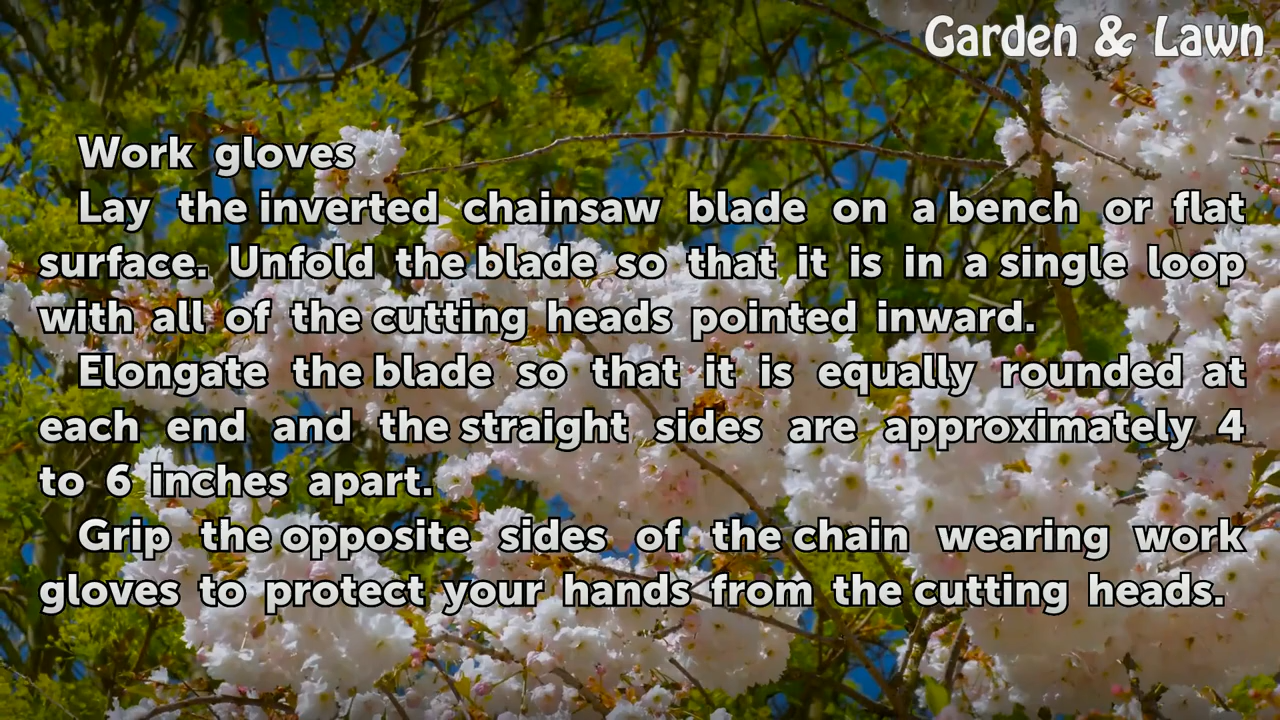 Garden & Lawn
Work gloves
Lay the inverted chainsaw blade on a bench or flat
surface. Unfold the blade so that it is in a single loop
with all of the cutting heads pointed inward.
Elongate the blade so that it is equally rounded at
each end and the straight sides are approximately 4
to 6 inches apart.
Grip the opposite sides of the chain wearing work
gloves to protect your hands from the cutting heads.